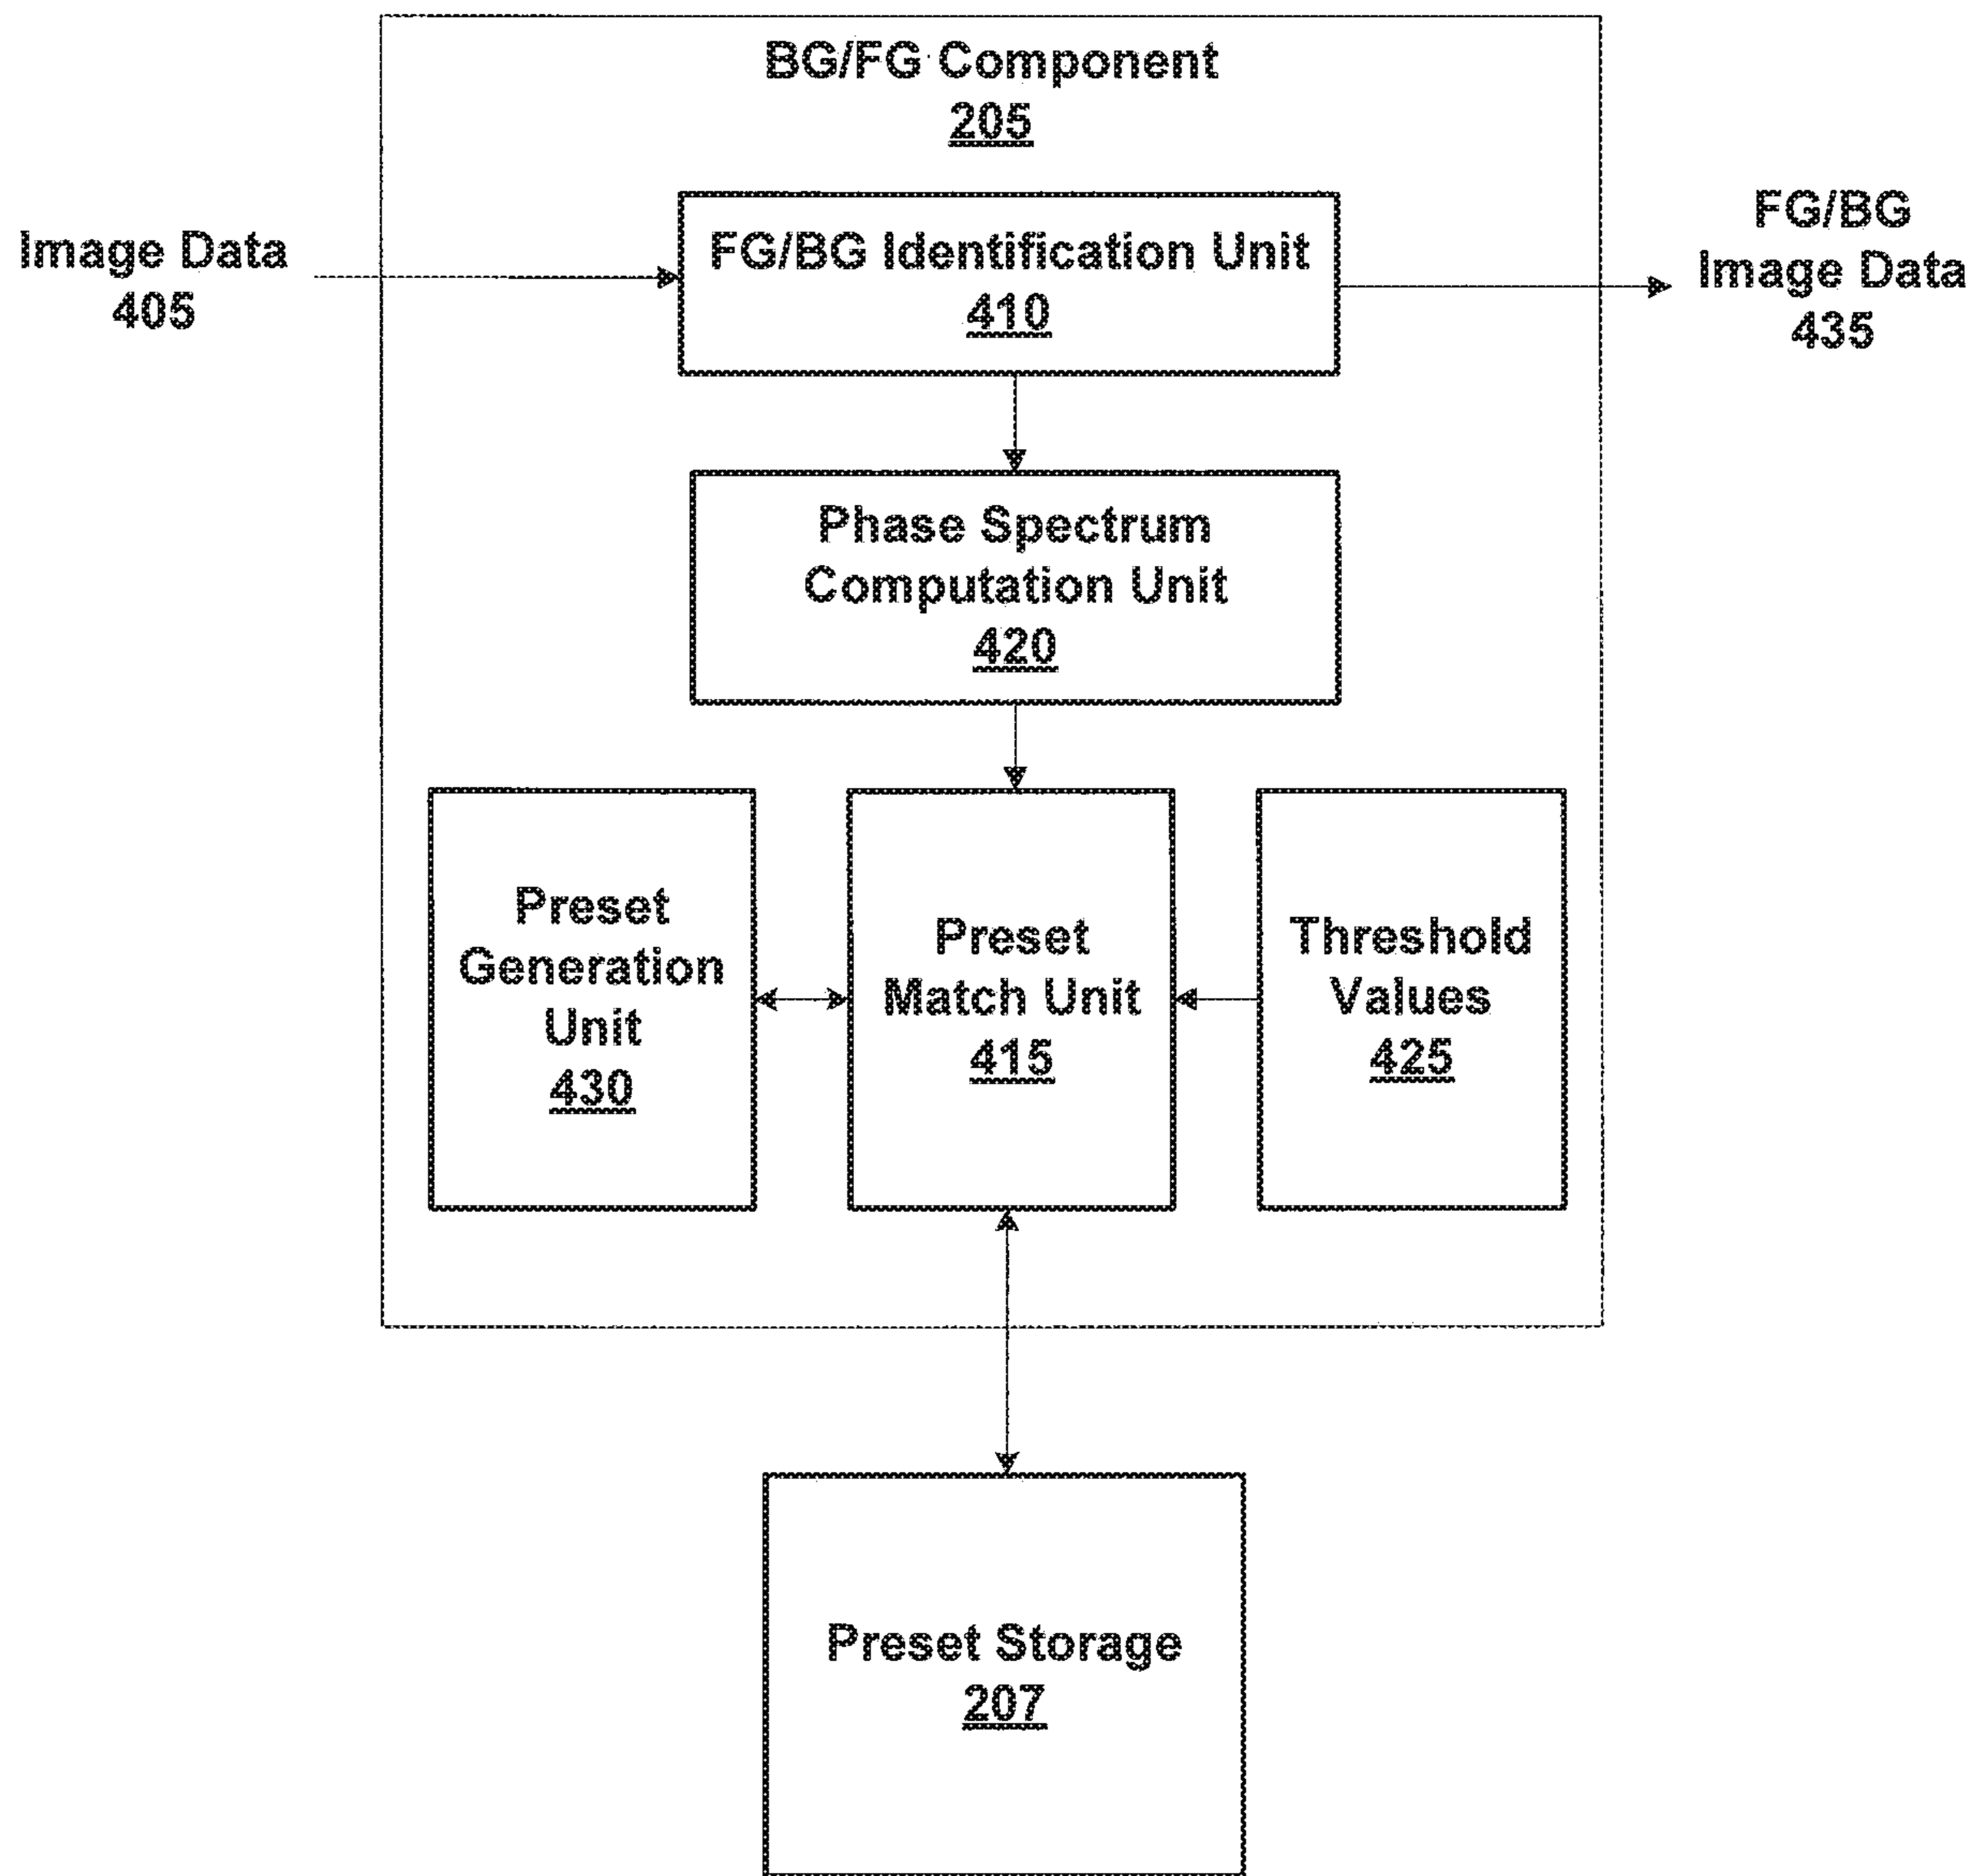 BG/FG Component
205
Image Data
405
FG/BG Identification Unit
410
FG/BG
Image Data
435
Phase Spectrum
Computation Unit
420
Preset
Generation
Unit
430
Preset
Match Unit
415
Threshold
Values
425
Preset Storage
207